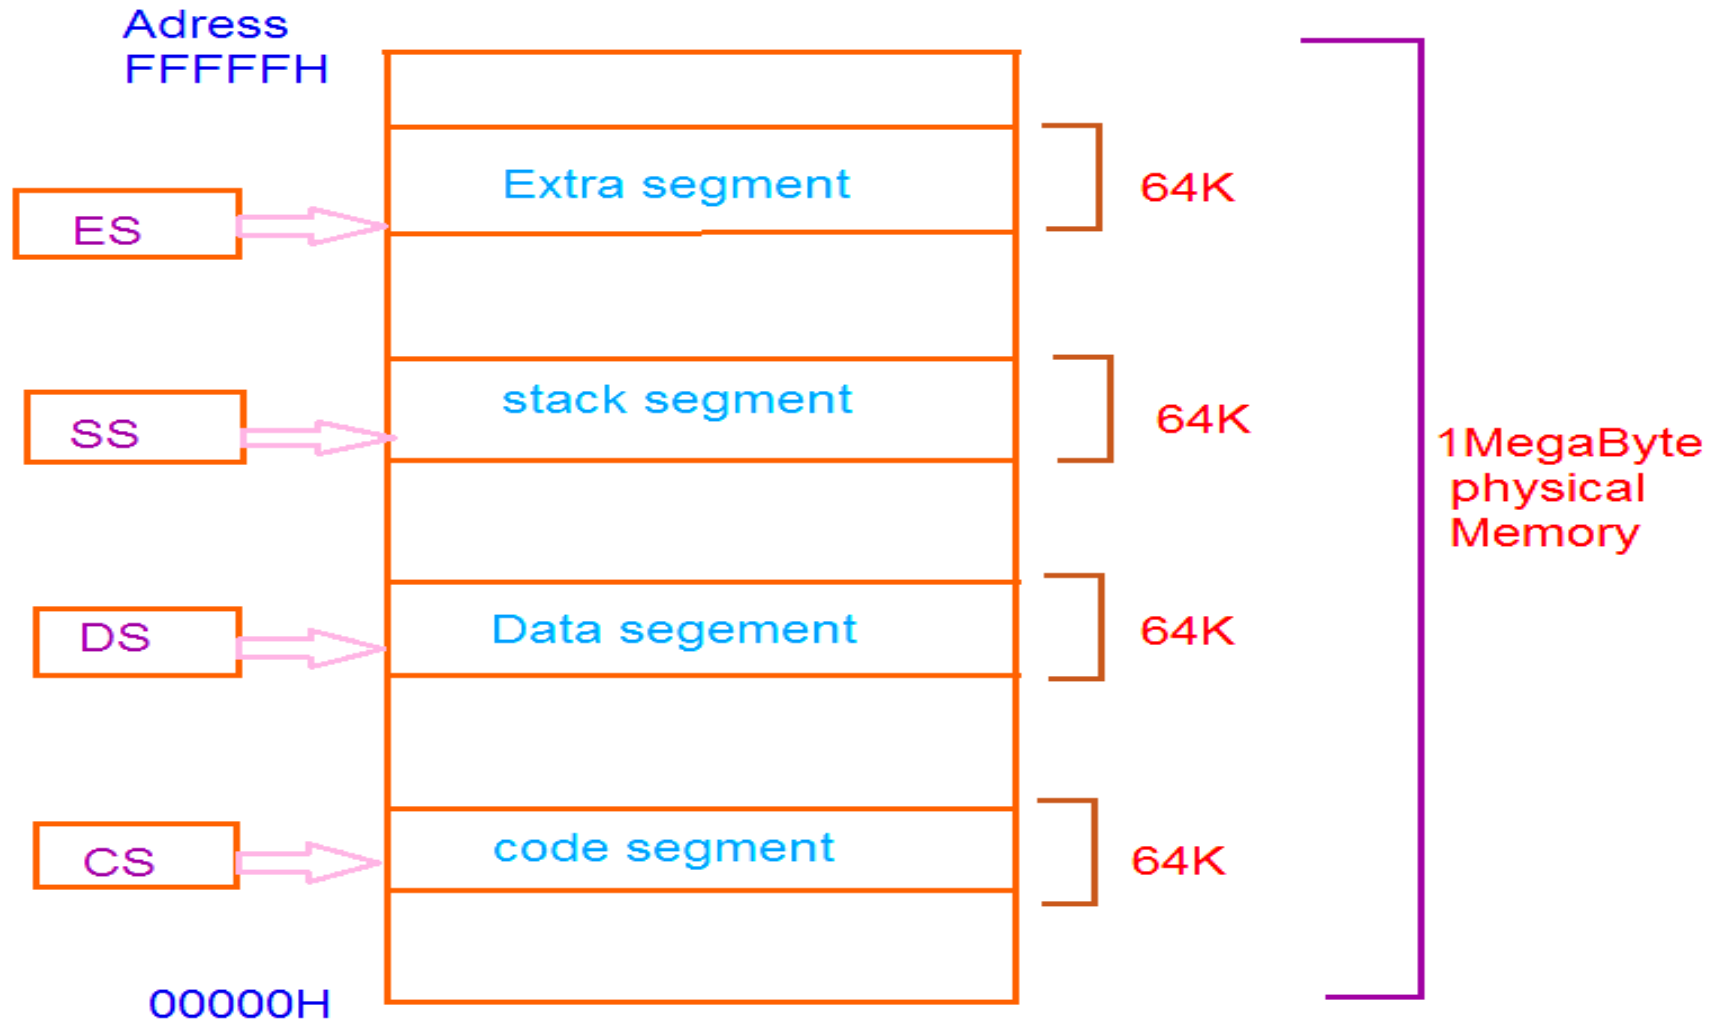 Adress
FFFFFH
Extra segment
64K
ES
stack segment
64K
SS
1MegaByte
physical
Memory
Data segement
64K
DS
code segment
64K
CS
00000H